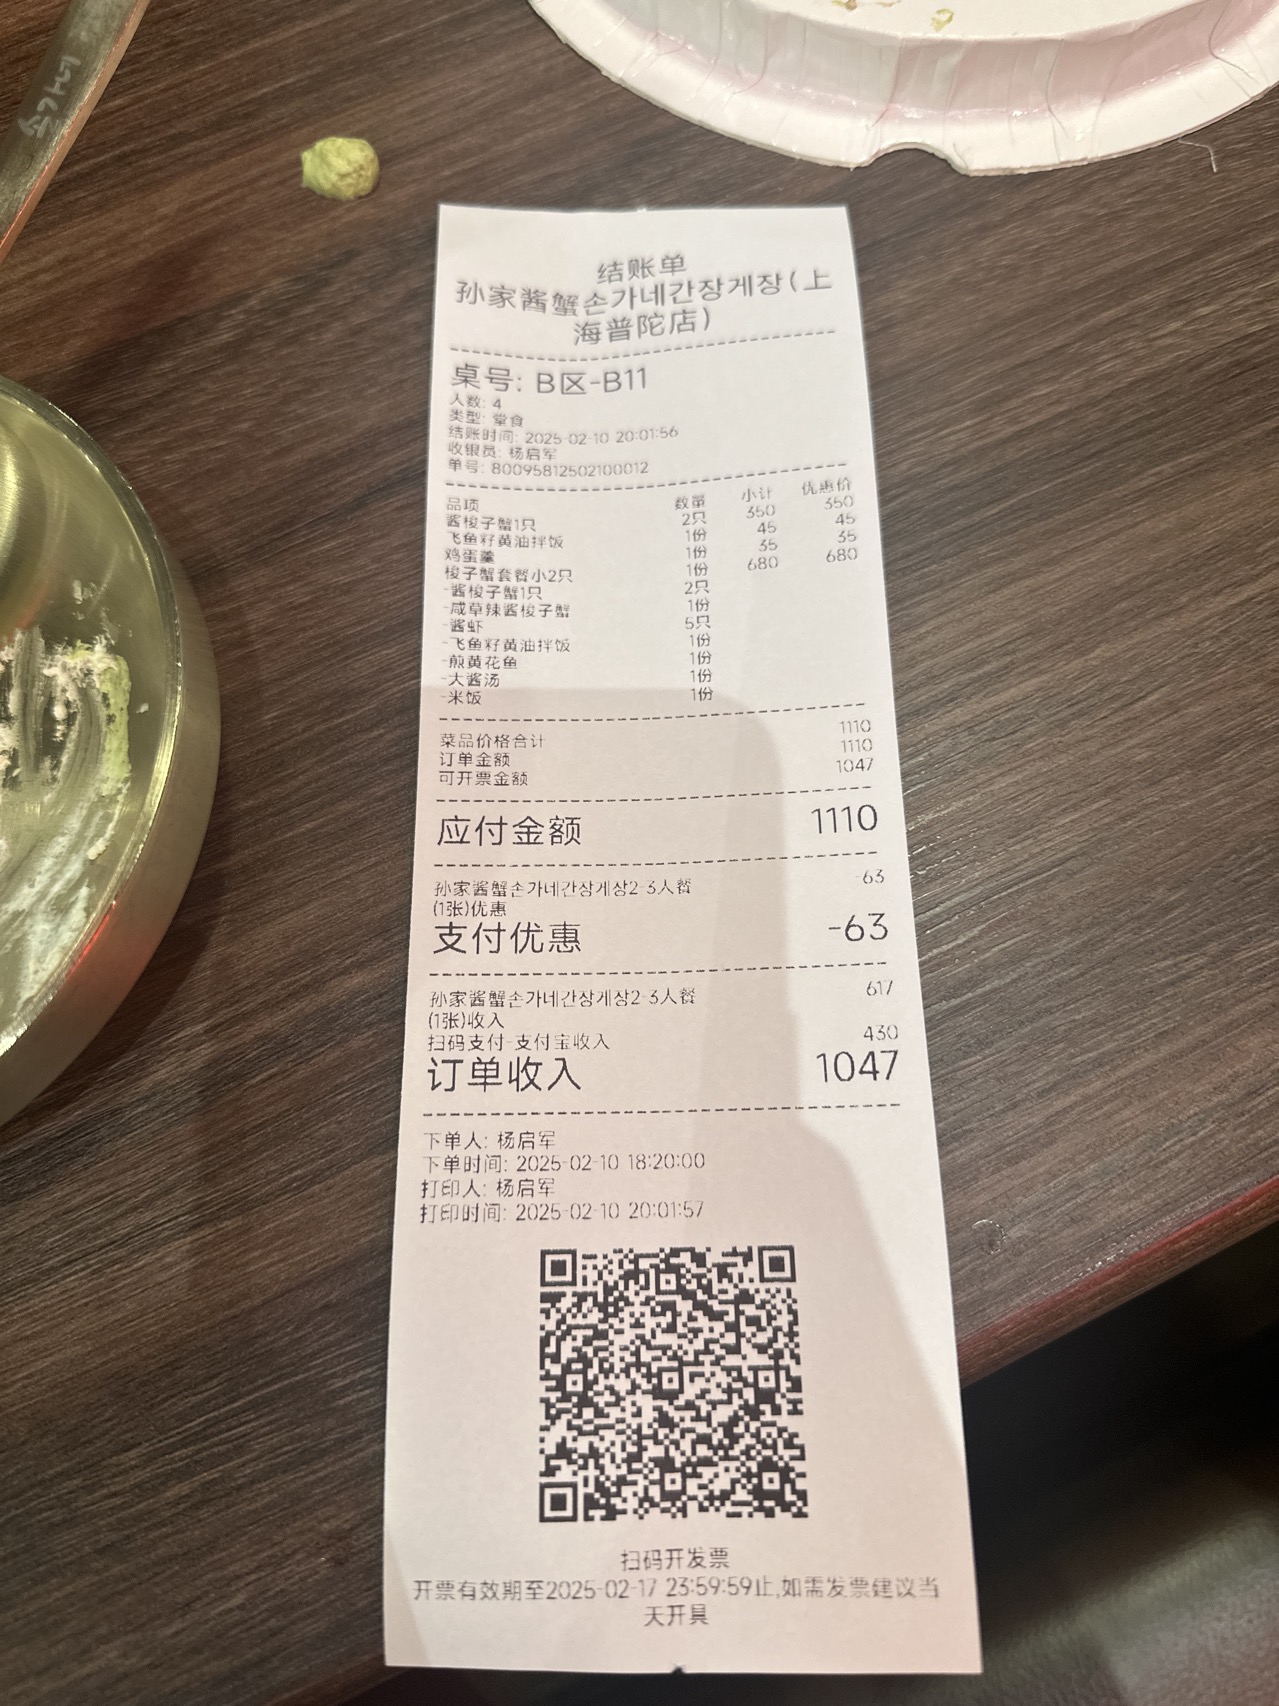 손가네
结账单
孙家酱蟹손가네간장게장(上
海普陀店)
桌号: B区-B11
人数: 4
类型: 堂食
结账时间: 2025-02-10 20:01:56
收银员: 杨启军
单号: 80095812502100012
品项 数量 小计 优惠价
酱梭子蟹1只 2只 350 350
飞鱼籽黄油拌饭 1份 45 45
鸡蛋羹 1份 35 35
梭子蟹套餐小2只 1份 680 680
-酱梭子蟹1只 2只
-咸草辣酱梭子蟹 1份
-酱虾 5只
-飞鱼籽黄油拌饭 1份
-煎黄花鱼 1份
-大酱汤 1份
-米饭 1份
菜品价格合计 1110
订单金额 1110
可开票金额 1047
应付金额 1110
孙家酱蟹손가네간장게장2-3人餐 -63
(1张)优惠
支付优惠 -63
孙家酱蟹손가네간장게장2-3人餐 617
(1张)收入
扫码支付-支付宝收入 430
订单收入 1047
下单人: 杨启军
下单时间: 2025-02-10 18:20:00
打印人: 杨启军
打印时间: 2025-02-10 20:01:57
扫码开发票
开票有效期至2025-02-17 23:59:59止,如需发票建议当
天开具